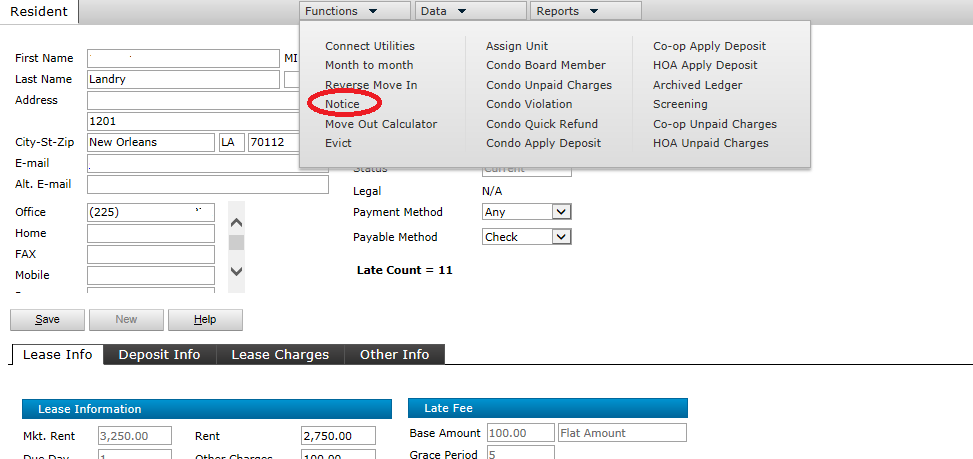 Resident
Functions Data Reports
Connect Utilities Assign Unit Co-op Apply Deposit
First Name MI
Month to month Condo Board Member HOA Apply Deposit
Last Name Landry
Reverse Move In Condo Unpaid Charges Archived Ledger
Address
Notice Condo Violation Screening
1201
Move Out Calculator Condo Quick Refund Co-op Unpaid Charges
City-St-Zip New Orleans LA 70112
Evict Condo Apply Deposit HOA Unpaid Charges
E-mail
Status Current
Alt. E-mail
Legal N/A
Office (225)
Payment Method Any
Home
Payable Method Check
FAX
Late Count = 11
Mobile
Save New Help
Lease Info Deposit Info Lease Charges Other Info
Lease Information Late Fee
Mkt. Rent 3,250.00 Rent 2,750.00 Base Amount 100.00 Flat Amount
Due Day 1 Other Charges 100.00 Grace Period 5